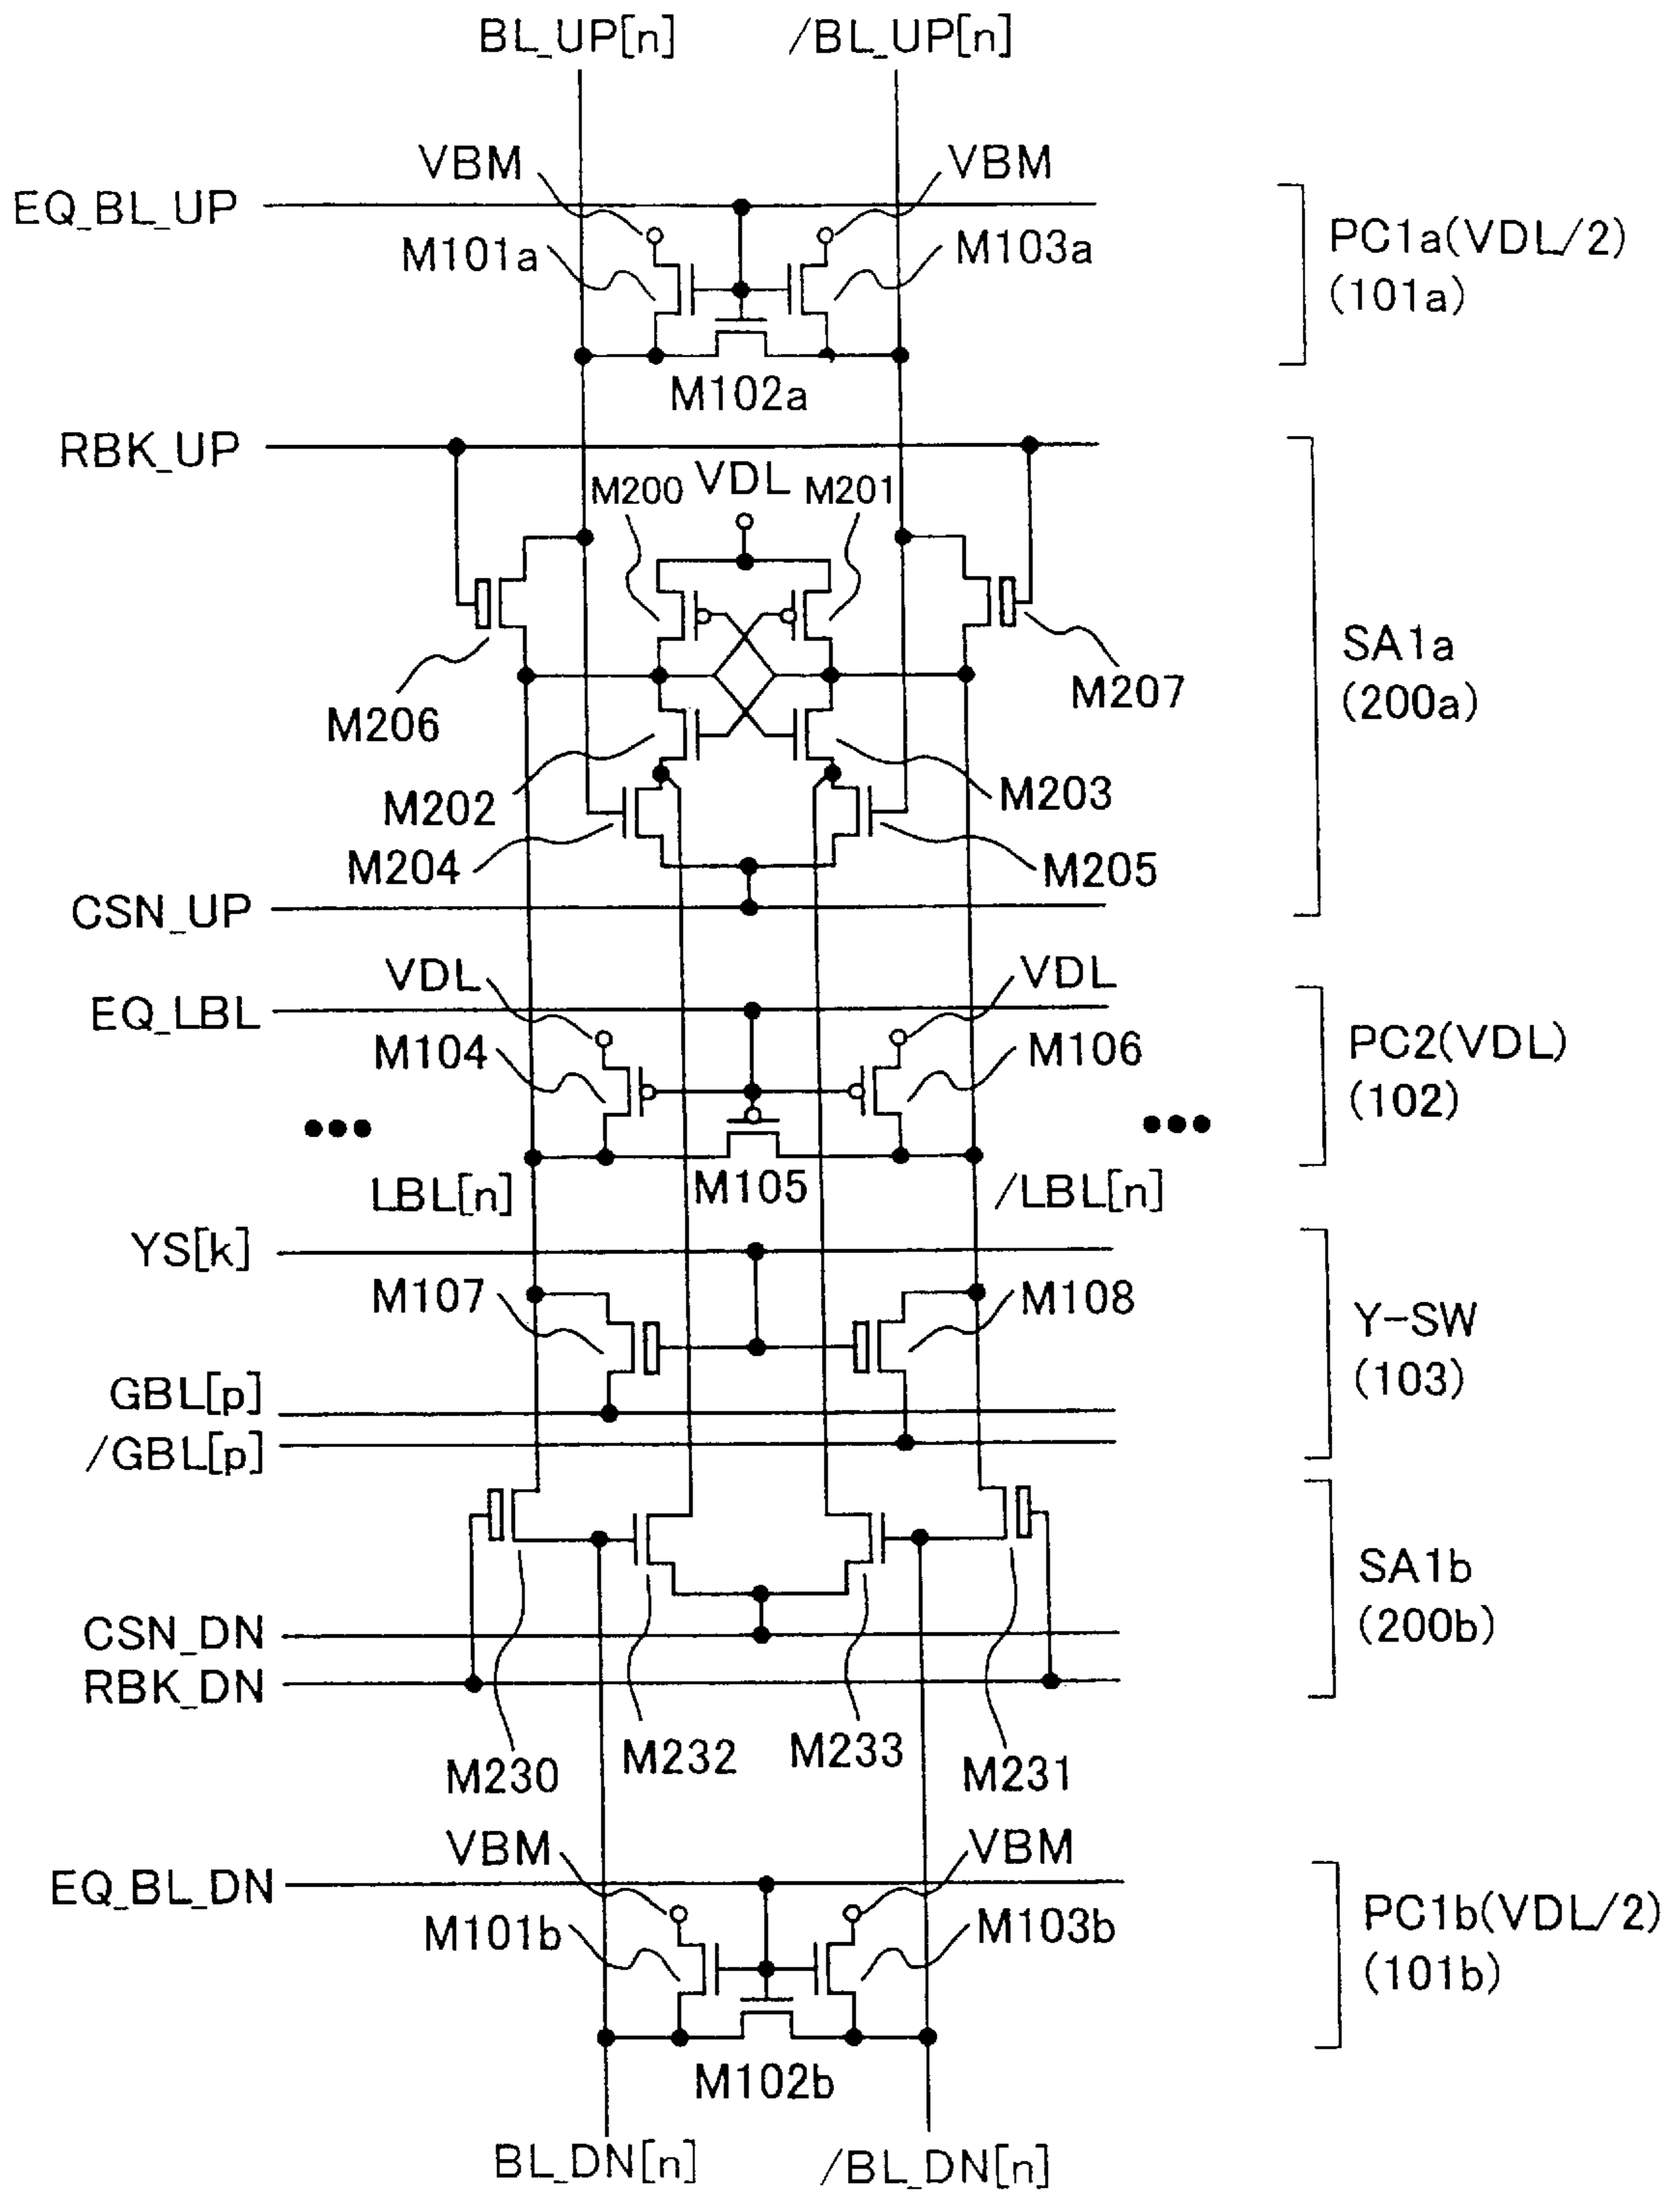 BL_UP[n] /BL_UP[n]
VBM VBM
EQ_BL_UP
M101a M103a
PC1a(VDL/2)
(101a)
M102a
RBK_UP
M200 VDL M201
SA1a
(200a)
M206 M207
M202 M203
M204 M205
CSN_UP
VDL VDL
EQ_LBL
M104 M106
PC2(VDL)
(102)
LBL[n] M105 /LBL[n]
YS[k]
M107 M108
Y-SW
(103)
GBL[p]
/GBL[p]
SA1b
(200b)
CSN_DN
RBK_DN
M230 M232 M233 M231
VBM VBM
EQ_BL_DN
M101b M103b
PC1b(VDL/2)
(101b)
M102b
BL_DN[n] /BL_DN[n]